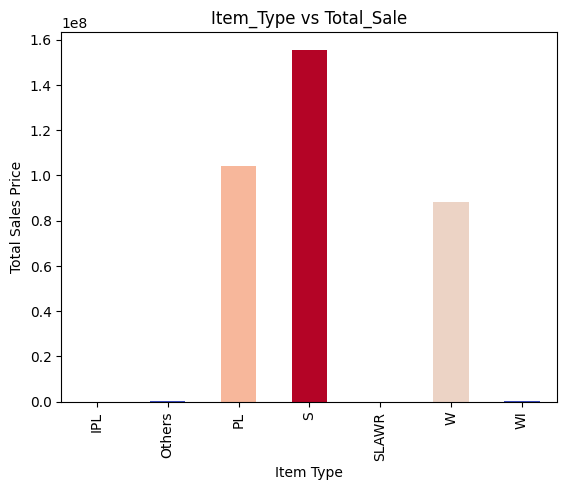 Item_Type vs Total_Sale
1e8
1.6
1.4
1.2
1.0
0.8
0.6
0.4
0.2
0.0
Total Sales Price
IPL
Others
PL
S
SLAWR
W
WI
Item Type